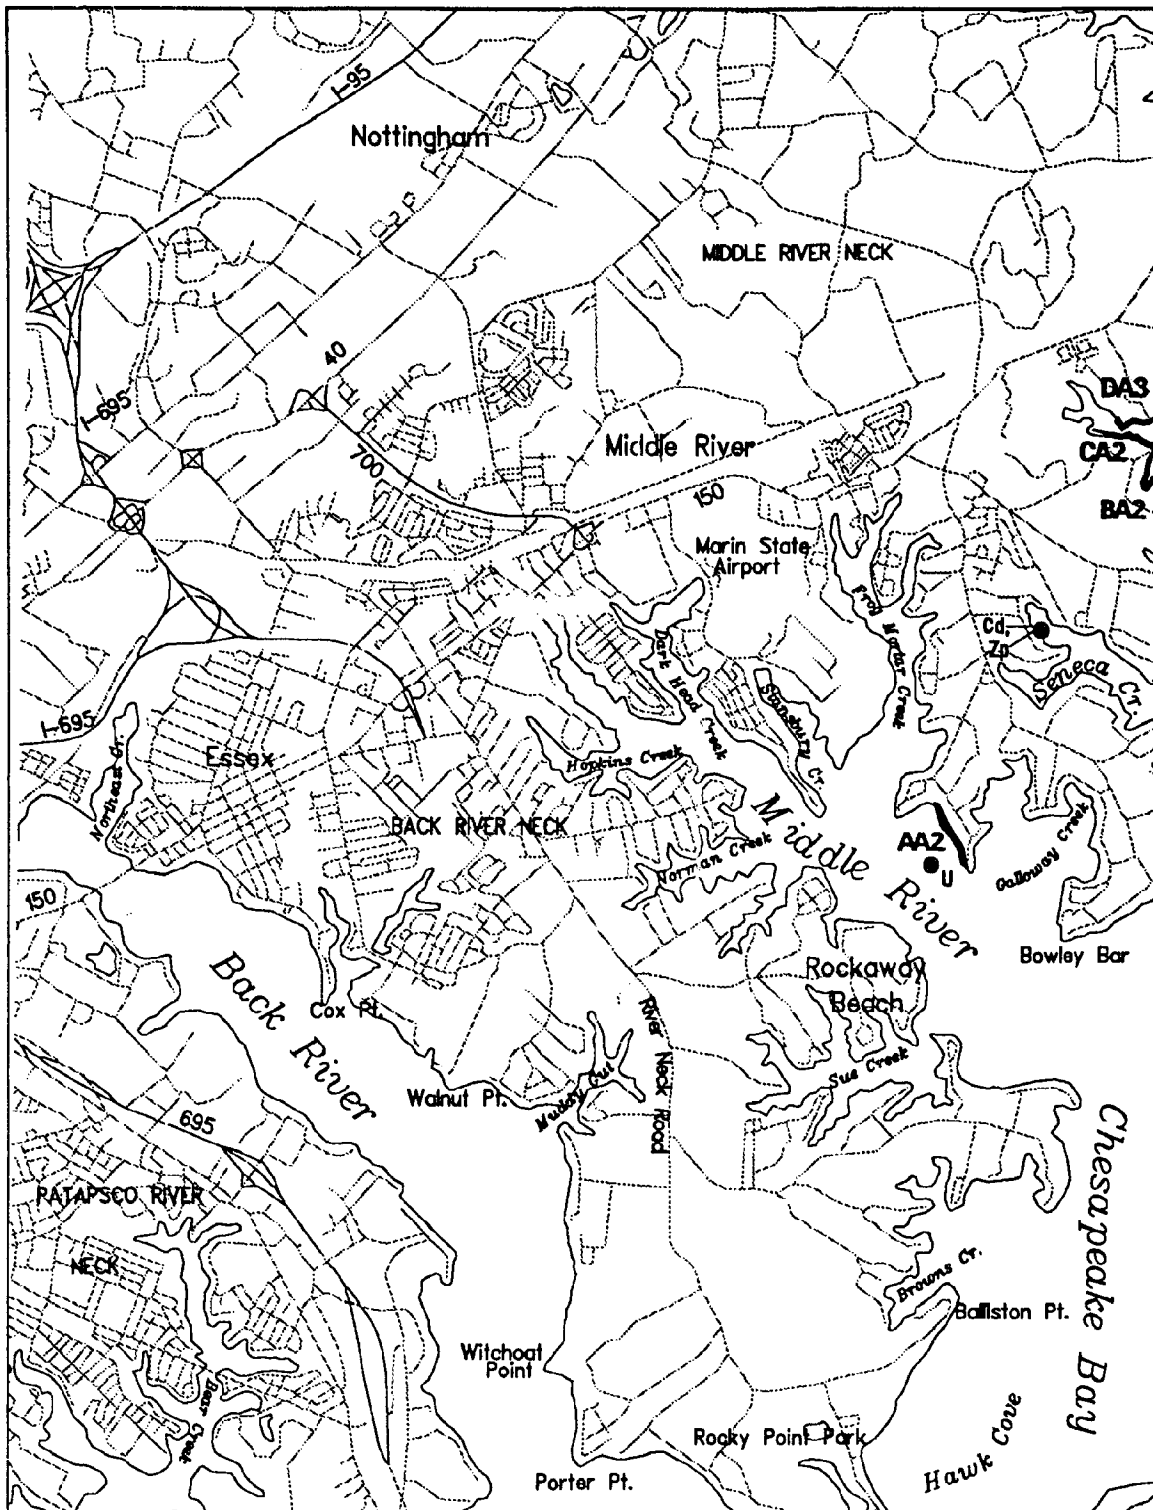 I-95
Nottingham
MIDDLE RIVER NECK
40
I-695
DA3
700
Middle River
CA2
150
BA2
Marin State
Airport
Frog Mortar Creek
Cd,
Zn
Dark Head Creek
Seneca Cr.
Stansbury Cr.
I-695
Essex
Northeast Cr.
Hopkins Creek
Middle River
BACK RIVER NECK
AA2
U
Galloway Creek
Norman Creek
150
Bowley Bar
Back River
Rockaway
Beach
Cox Pt.
River Neck Road
Sue Creek
Walnut Pt.
Muddy Gut
695
Chesapeake Bay
PATAPSCO RIVER
NECK
Browns Cr.
Ballston Pt.
Witchoat
Point
Bear Creek
Rocky Point Park
Hawk Cove
Porter Pt.